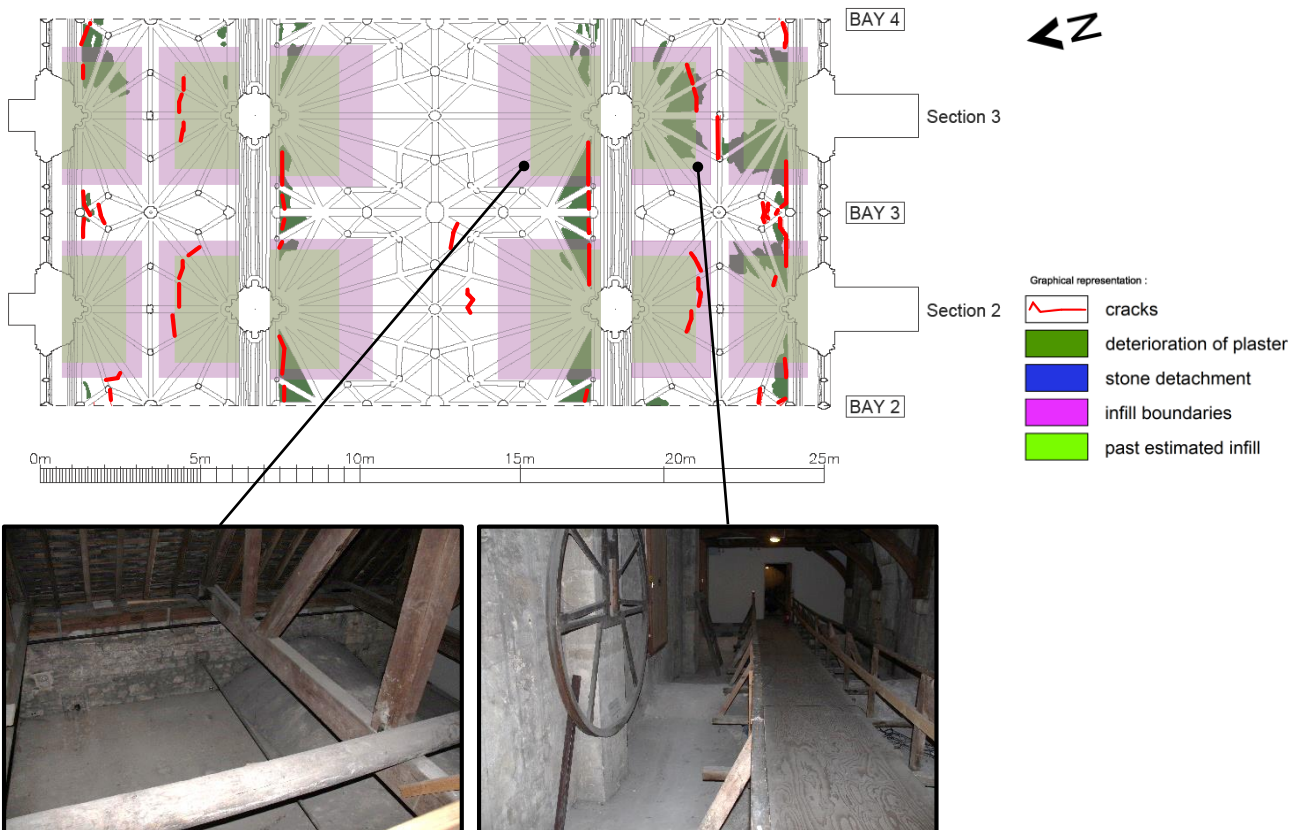 BAY 4
N
Section 3
BAY 3
Section 2
BAY 2
Graphical representation :
cracks
deterioration of plaster
stone detachment
infill boundaries
past estimated infill
0m 5m 10m 15m 20m 25m